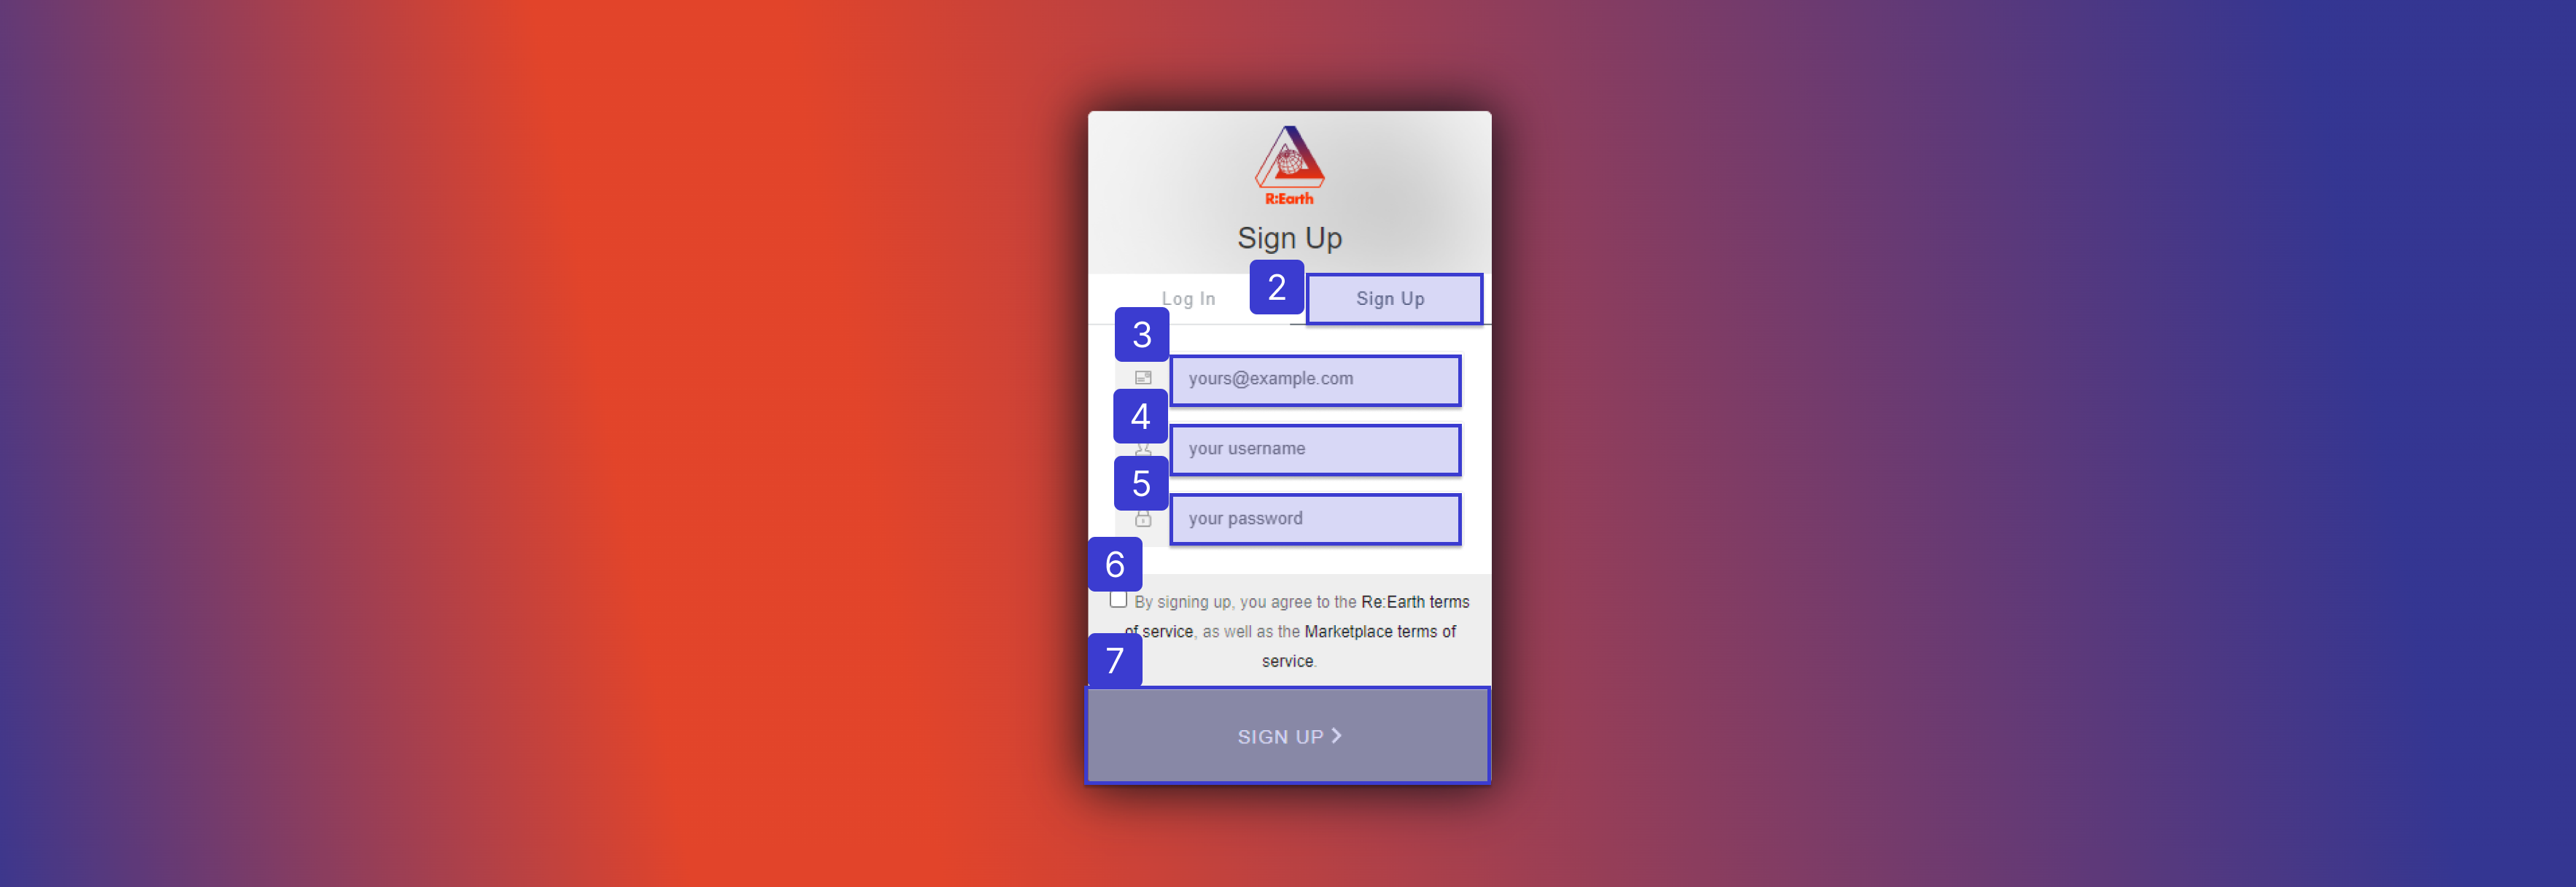 R:Earth
Sign Up
Log In
2
Sign Up
3
yours@example.com
4
your username
5
your password
6
By signing up, you agree to the Re:Earth terms
of service, as well as the Marketplace terms of
service.
7
SIGN UP